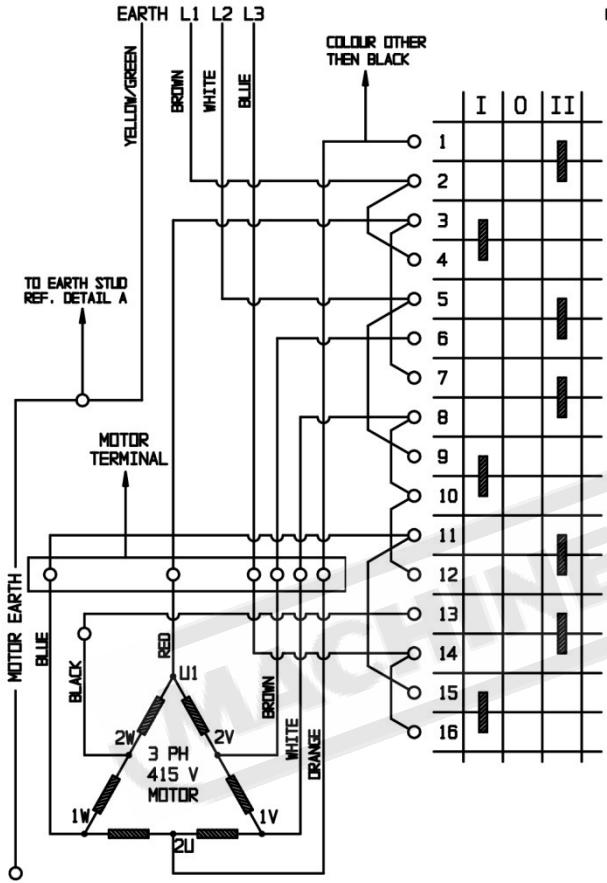 EARTH L1 L2 L3
YELLOW/GREEN
BROWN
WHITE
BLUE
COLOUR OTHER
THEN BLACK
I O II
1
2
3
4
5
6
7
8
9
10
11
12
13
14
15
16
TO EARTH STUD
REF. DETAIL A
MOTOR
TERMINAL
MOTOR EARTH
BLUE
BLACK
RED
U1
BROWN
WHITE
ORANGE
2W
2V
3 PH
415 V
MOTOR
1W
1V
2U
MACHINE